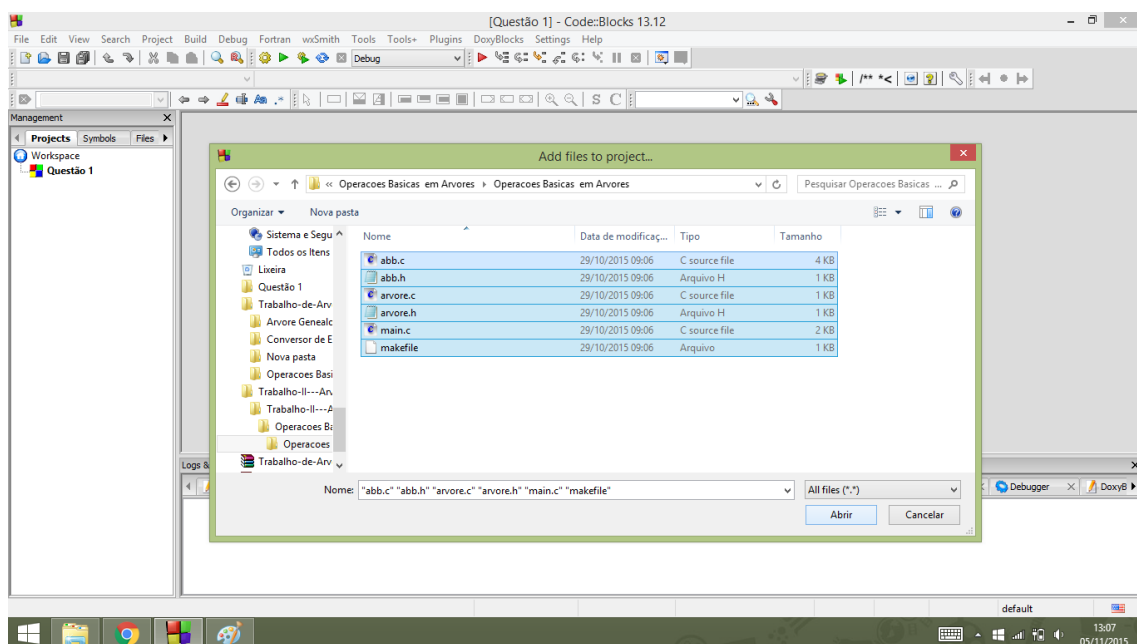 [Questão 1] - Code::Blocks 13.12
File Edit View Search Project Build Debug Fortran wxSmith Tools Tools+ Plugins DoxyBlocks Settings Help
Debug
/** *<
S C
Management
Projects Symbols Files
Workspace
Questão 1
Add files to project...
« Operacoes Basicas em Arvores Operacoes Basicas em Arvores
Pesquisar Operacoes Basicas ...
Organizar Nova pasta
Sistema e Segu
Todos os Itens
Lixeira
Questão 1
Trabalho-de-Arv
Arvore Genealc
Conversor de E
Nova pasta
Operacoes Basi
Trabalho-II---Arv
Trabalho-II---A
Operacoes Ba
Operacoes
Trabalho-de-Arv
Nome Data de modificaç... Tipo Tamanho
abb.c 29/10/2015 09:06 C source file 4 KB
abb.h 29/10/2015 09:06 Arquivo H 1 KB
arvore.c 29/10/2015 09:06 C source file 1 KB
arvore.h 29/10/2015 09:06 Arquivo H 1 KB
main.c 29/10/2015 09:06 C source file 2 KB
makefile 29/10/2015 09:06 Arquivo 1 KB
Logs &
Nome: "abb.c" "abb.h" "arvore.c" "arvore.h" "main.c" "makefile" All files (*.*)
Abrir Cancelar
Debugger DoxyB
default
13:07
05/11/2015